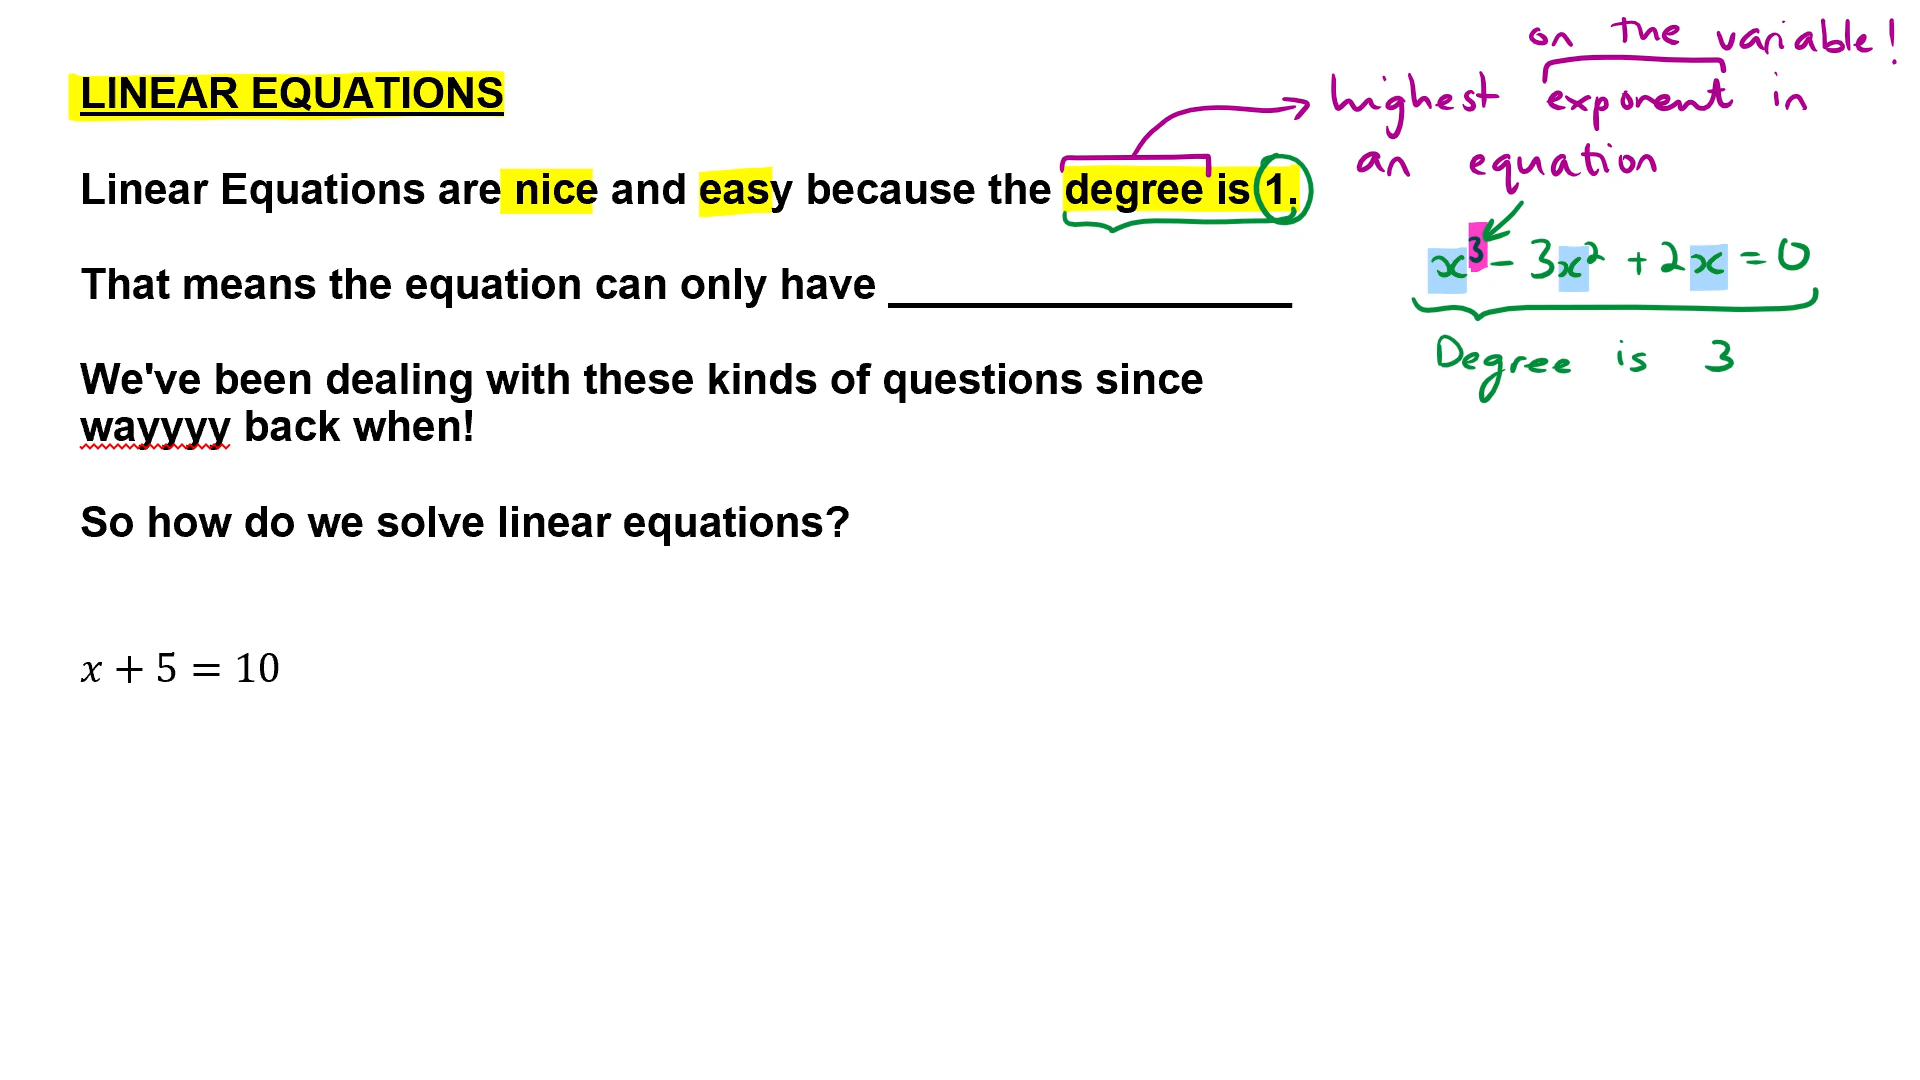 on the variable!
LINEAR EQUATIONS
highest exponent in
an equation
Linear Equations are nice and easy because the degree is 1.
x³ - 3x² + 2x = 0
That means the equation can only have ___________________
Degree is 3
We've been dealing with these kinds of questions since
wayyyy back when!
So how do we solve linear equations?
x + 5 = 10